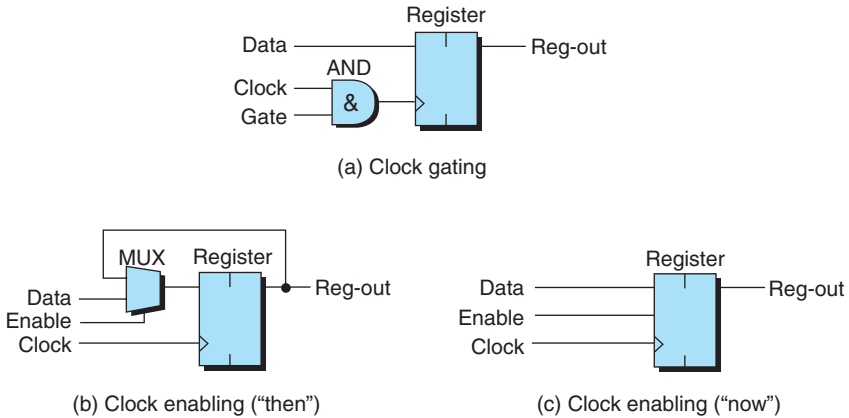 Register
Data
Reg-out
AND
Clock
&
Gate
(a) Clock gating
MUX
Register
Data
Reg-out
Enable
Clock
(b) Clock enabling (“then”)
Register
Data
Reg-out
Enable
Clock
(c) Clock enabling (“now”)